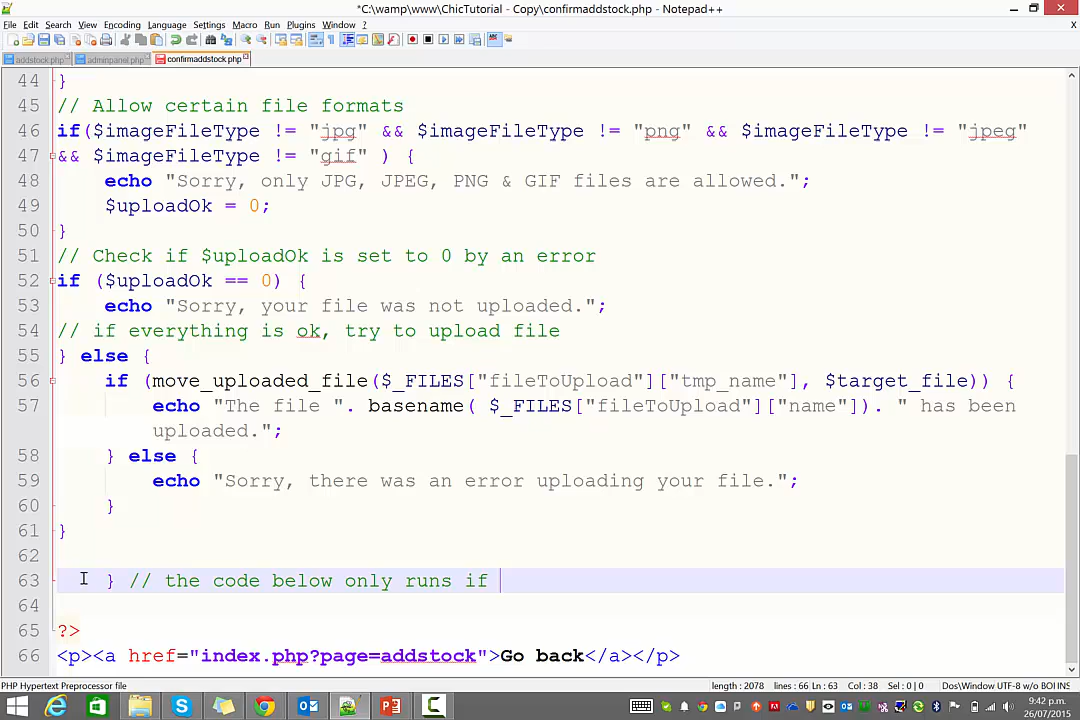 *C:\wamp\www\ChicTutorial - Copy\confirmaddstock.php - Notepad++
File Edit Search View Encoding Language Settings Macro Run Plugins Window ?
X
addstock.php adminpanel.php confirmaddstock.php
44 }
45 // Allow certain file formats
46 if($imageFileType != "jpg" && $imageFileType != "png" && $imageFileType != "jpeg"
47 && $imageFileType != "gif" ) {
48 echo "Sorry, only JPG, JPEG, PNG & GIF files are allowed.";
49 $uploadOk = 0;
50 }
51 // Check if $uploadOk is set to 0 by an error
52 if ($uploadOk == 0) {
53 echo "Sorry, your file was not uploaded.";
54 // if everything is ok, try to upload file
55 } else {
56 if (move_uploaded_file($_FILES["fileToUpload"]["tmp_name"], $target_file)) {
57 echo "The file ". basename( $_FILES["fileToUpload"]["name"]). " has been
uploaded.";
58 } else {
59 echo "Sorry, there was an error uploading your file.";
60 }
61 }
62
63 } // the code below only runs if
64
65 ?>
66 <p><a href="index.php?page=addstock">Go back</a></p>
PHP Hypertext Preprocessor file length : 2078 lines : 66 Ln : 63 Col : 38 Sel : 0 | 0 Dos\Windows UTF-8 w/o BOM INS
9:42 p.m.
26/07/2015